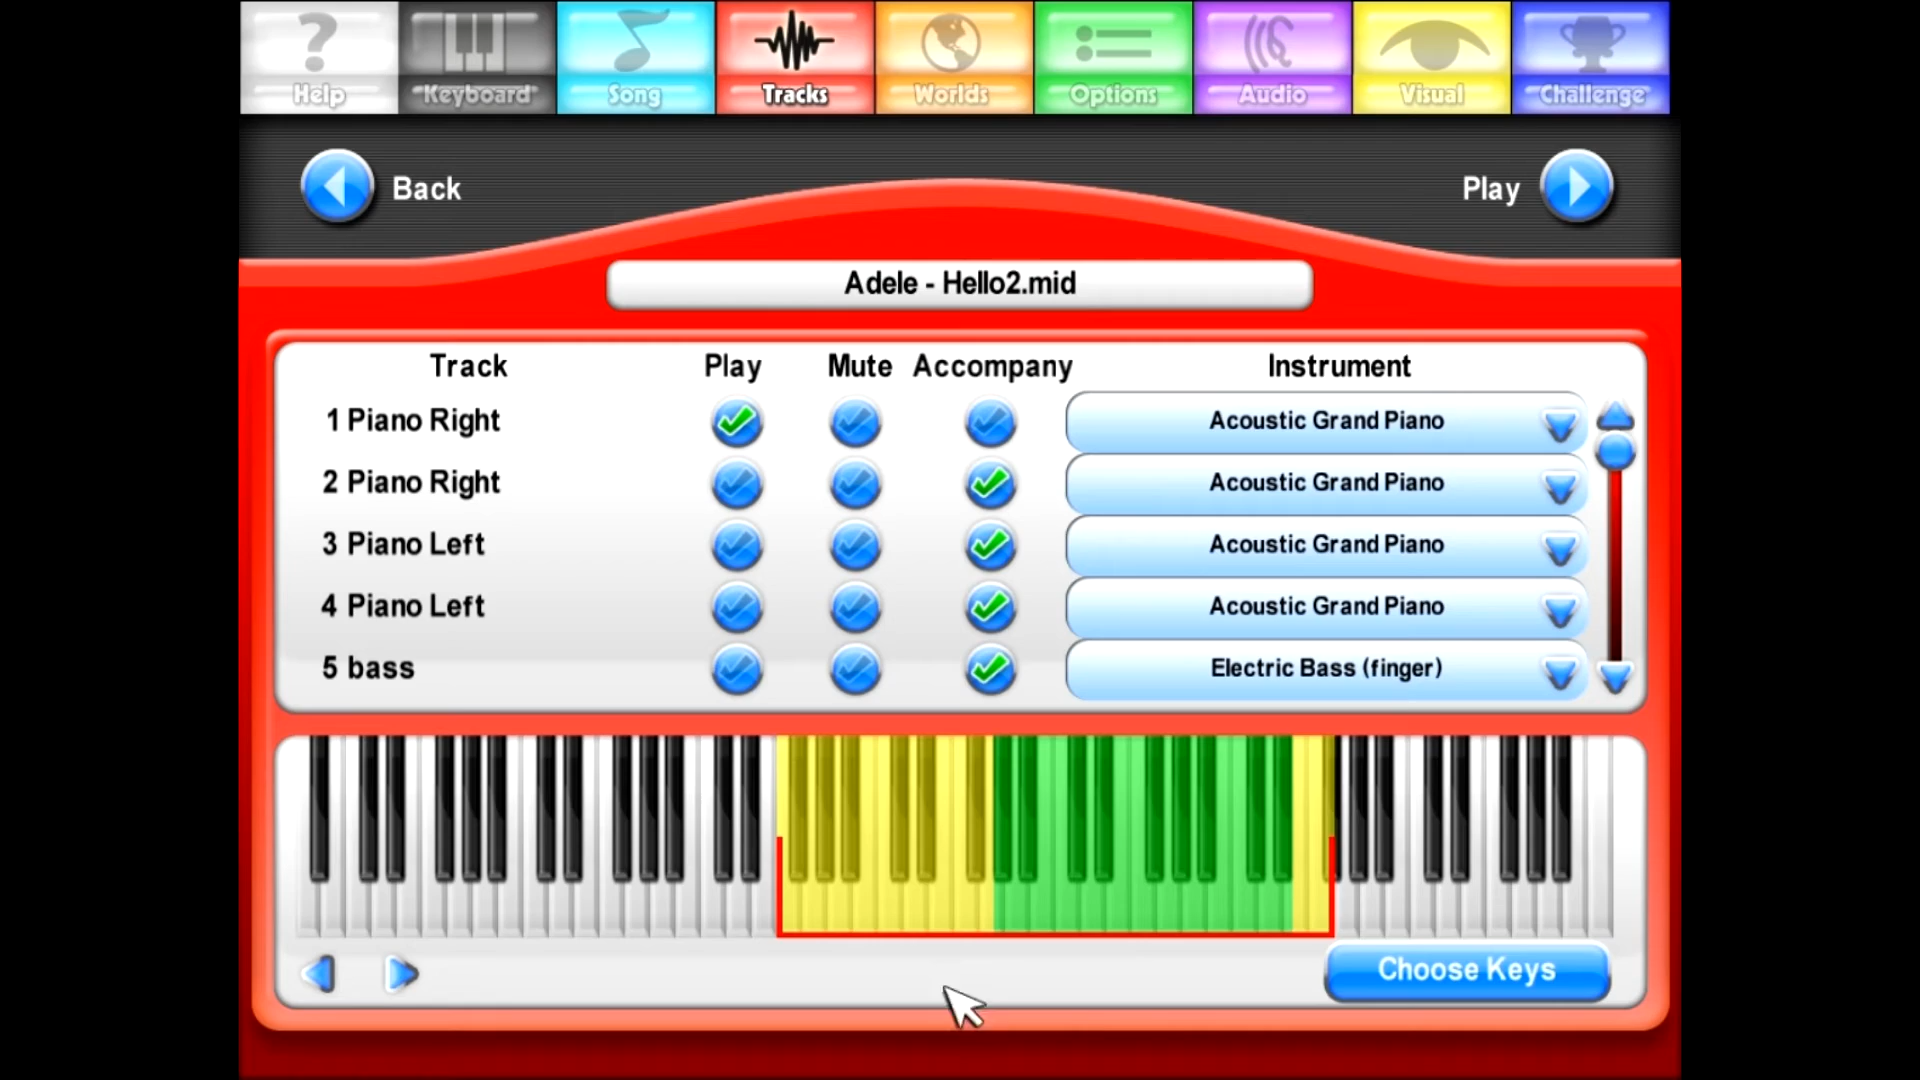 Help Keyboard Song Tracks Worlds Options Audio Visual Challenge
Back Play
Adele - Hello2.mid
Track Play Mute Accompany Instrument
1 Piano Right Acoustic Grand Piano
2 Piano Right Acoustic Grand Piano
3 Piano Left Acoustic Grand Piano
4 Piano Left Acoustic Grand Piano
5 bass Electric Bass (finger)
Choose Keys